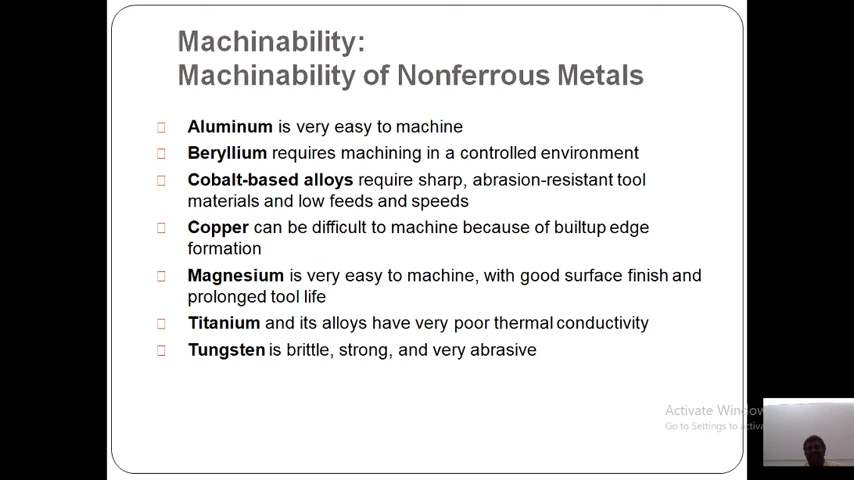 Machinability:
Machinability of Nonferrous Metals
Aluminum is very easy to machine
Beryllium requires machining in a controlled environment
Cobalt-based alloys require sharp, abrasion-resistant tool
materials and low feeds and speeds
Copper can be difficult to machine because of builtup edge
formation
Magnesium is very easy to machine, with good surface finish and
prolonged tool life
Titanium and its alloys have very poor thermal conductivity
Tungsten is brittle, strong, and very abrasive
Activate Window
Go to Settings to activa